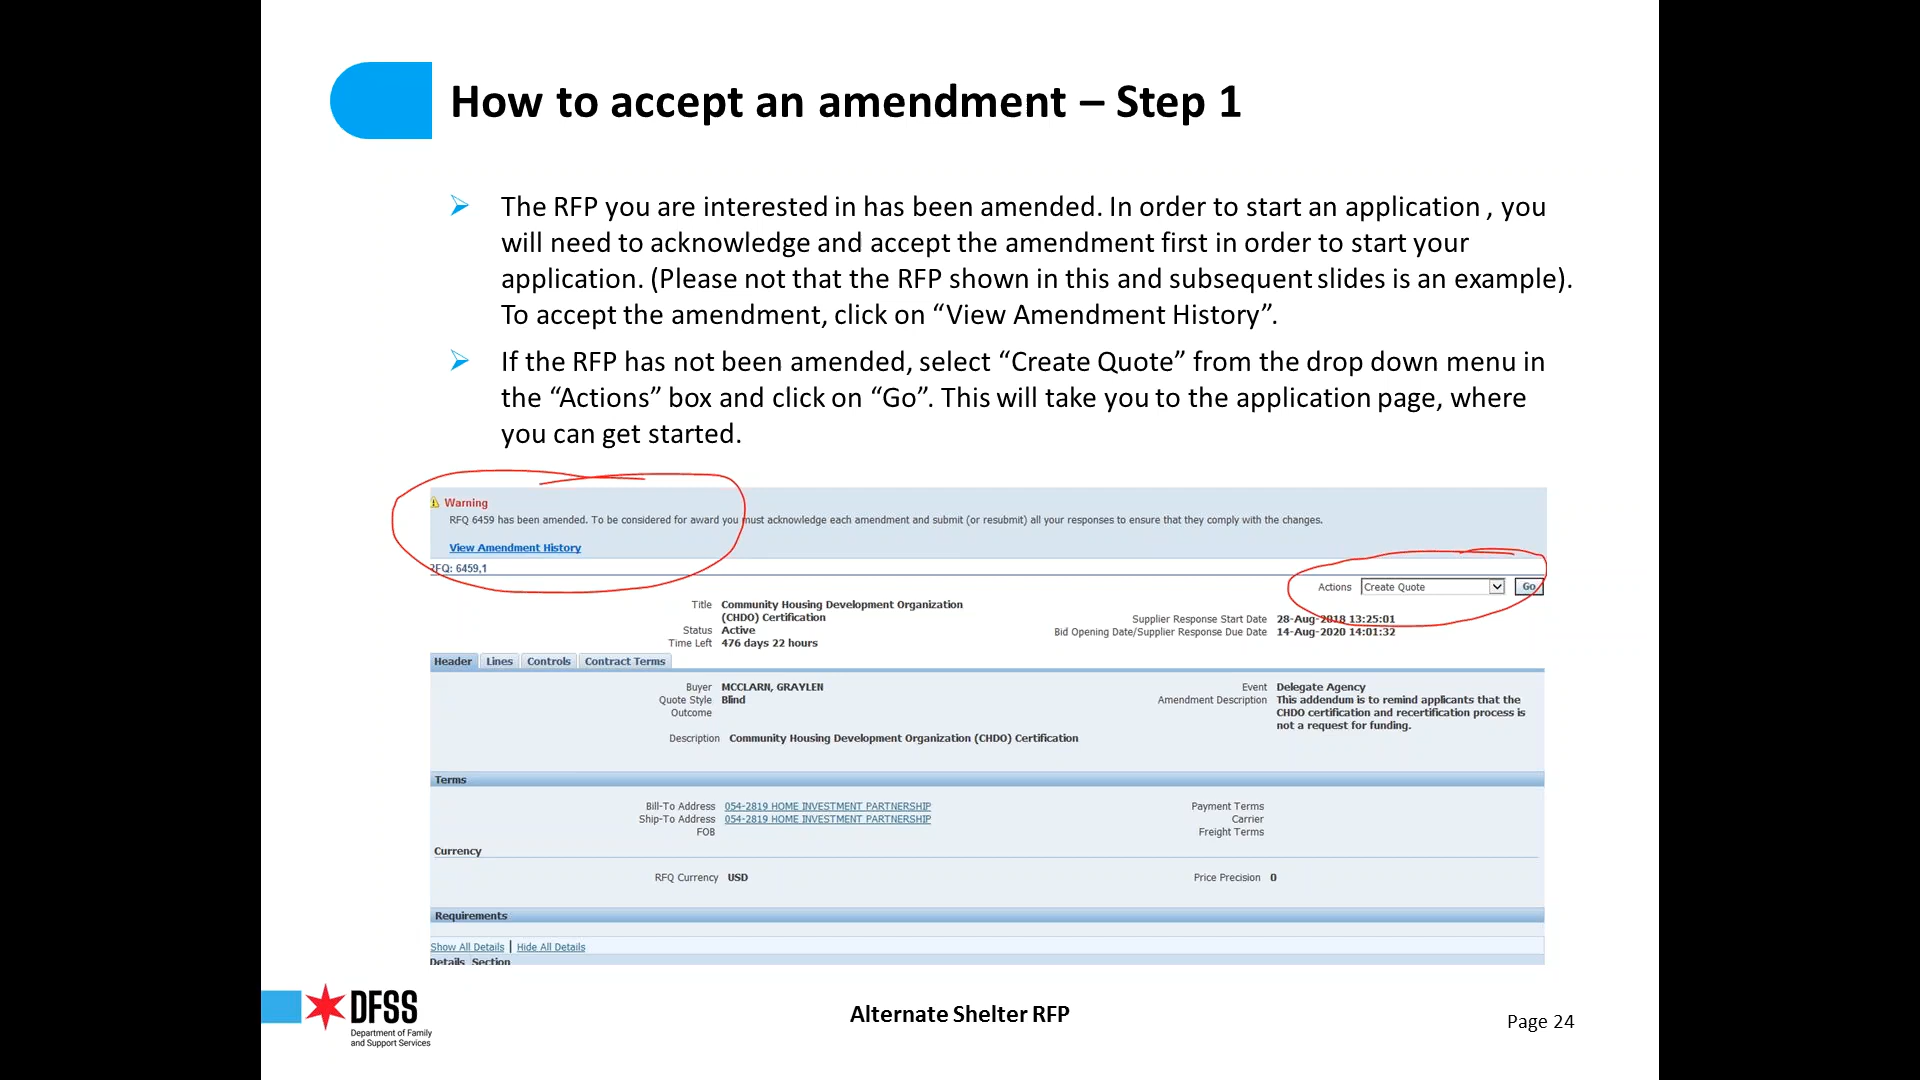 How to accept an amendment – Step 1
The RFP you are interested in has been amended. In order to start an application , you
will need to acknowledge and accept the amendment first in order to start your
application. (Please not that the RFP shown in this and subsequent slides is an example).
To accept the amendment, click on “View Amendment History”.
If the RFP has not been amended, select “Create Quote” from the drop down menu in
the “Actions” box and click on “Go”. This will take you to the application page, where
you can get started.
Warning
RFQ 6459 has been amended. To be considered for award you must acknowledge each amendment and submit (or resubmit) all your responses to ensure that they comply with the changes.
View Amendment History
RFQ: 6459,1
Actions Create Quote Go
Title Community Housing Development Organization
(CHDO) Certification
Status Active
Time Left 476 days 22 hours
Supplier Response Start Date 28-Aug-2018 13:25:01
Bid Opening Date/Supplier Response Due Date 14-Aug-2020 14:01:32
Header Lines Controls Contract Terms
Buyer MCCLARN, GRAYLEN
Quote Style Blind
Outcome
Event Delegate Agency
Amendment Description This addendum is to remind applicants that the
CHDO certification and recertification process is
not a request for funding.
Description Community Housing Development Organization (CHDO) Certification
Terms
Bill-To Address 054-2819 HOME INVESTMENT PARTNERSHIP
Ship-To Address 054-2819 HOME INVESTMENT PARTNERSHIP
FOB
Payment Terms
Carrier
Freight Terms
Currency
RFQ Currency USD
Price Precision 0
Requirements
Show All Details | Hide All Details
Details Section
DFSS
Department of Family
and Support Services
Alternate Shelter RFP
Page 24